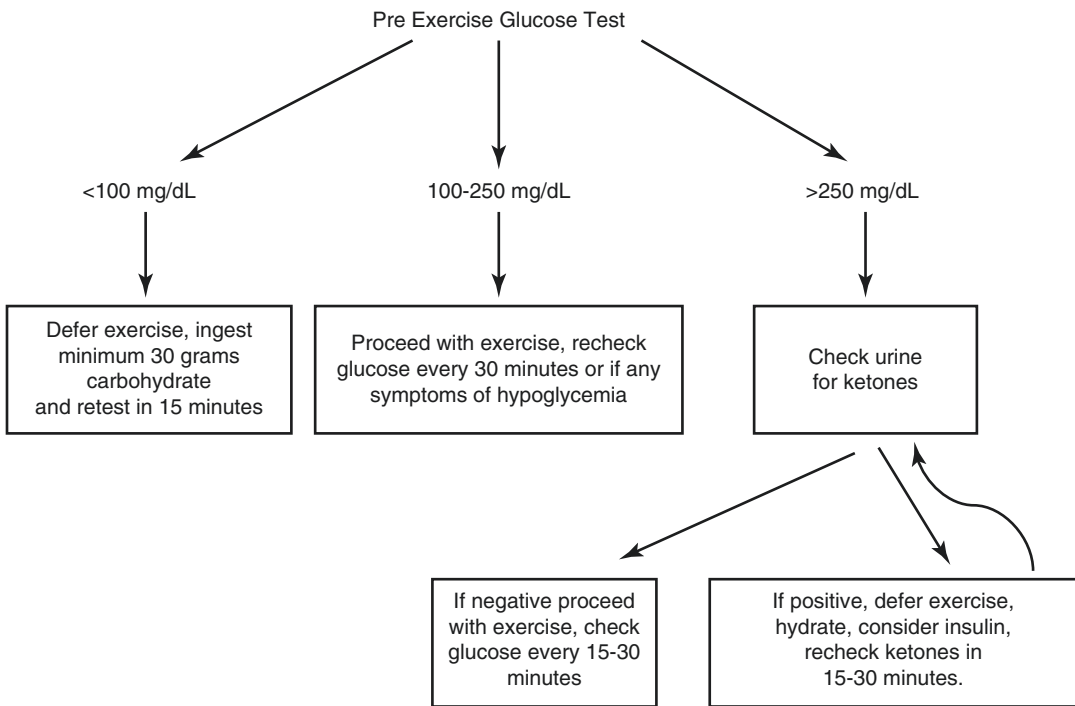 Pre Exercise Glucose Test
<100 mg/dL
100-250 mg/dL
>250 mg/dL
Defer exercise, ingest
minimum 30 grams
carbohydrate
and retest in 15 minutes
Proceed with exercise, recheck
glucose every 30 minutes or if any
symptoms of hypoglycemia
Check urine
for ketones
If negative proceed
with exercise, check
glucose every 15-30
minutes
If positive, defer exercise,
hydrate, consider insulin,
recheck ketones in
15-30 minutes.